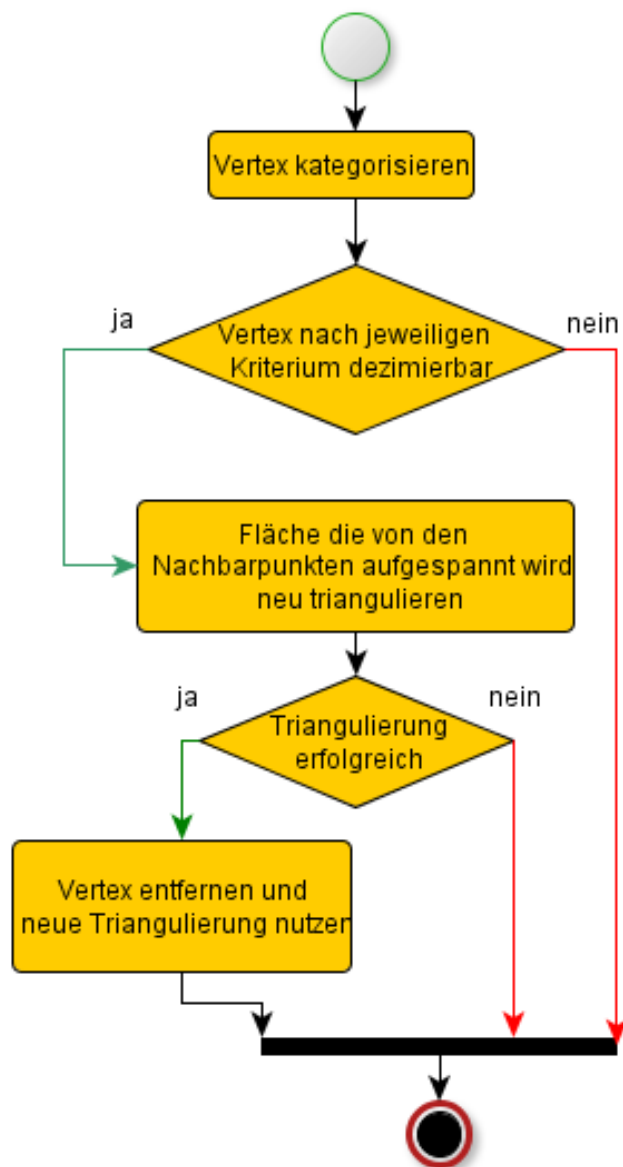 Vertex kategorisieren
ja
nein
Vertex nach jeweiligen
Kriterium dezimierbar
Fläche die von den
Nachbarpunkten aufgespannt wird
neu triangulieren
ja
nein
Triangulierung
erfolgreich
Vertex entfernen und
neue Triangulierung nutzen